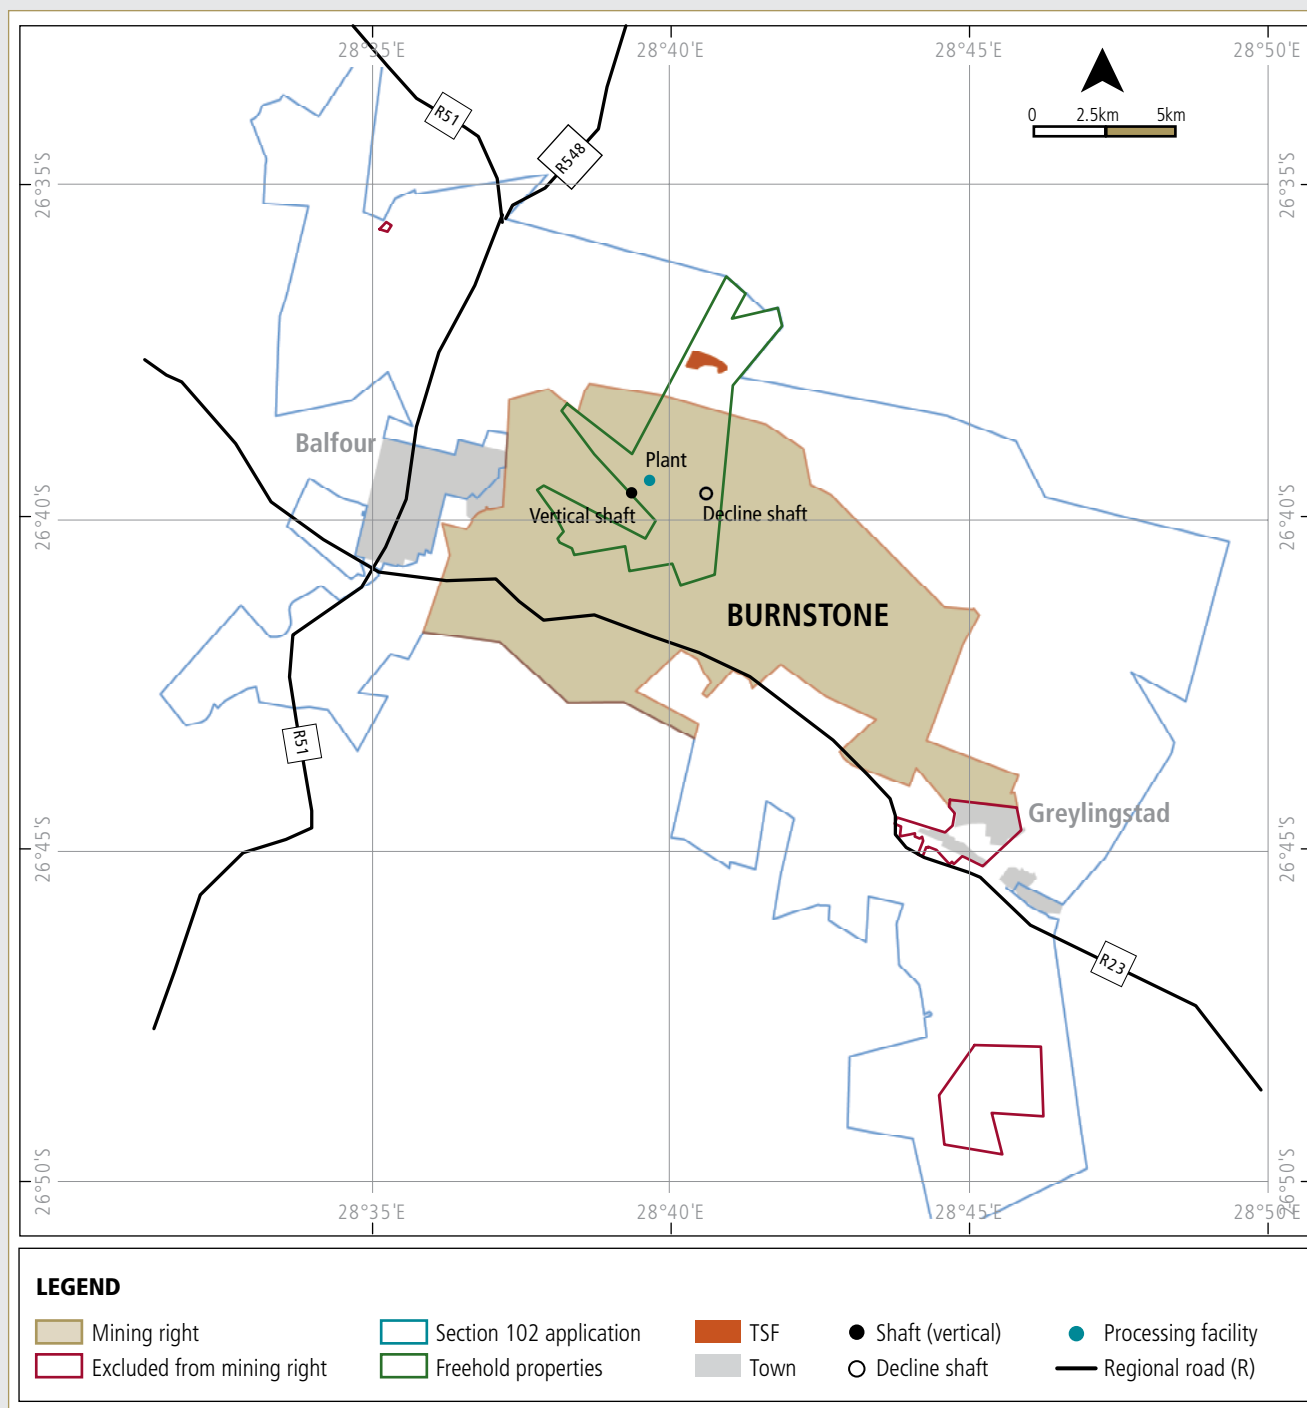 28°35'E
28°40'E
28°45'E
28°50'E
R51
R548
0 2.5km 5km
26°35'S
26°35'S
Balfour
Plant
Vertical shaft
Decline shaft
26°40'S
26°40'S
BURNSTONE
R51
Greylingstad
26°45'S
26°45'S
R23
26°50'S
26°50'S
28°35'E
28°40'E
28°45'E
28°50'E
LEGEND
Mining right
Section 102 application
TSF
Shaft (vertical)
Processing facility
Excluded from mining right
Freehold properties
Town
Decline shaft
Regional road (R)